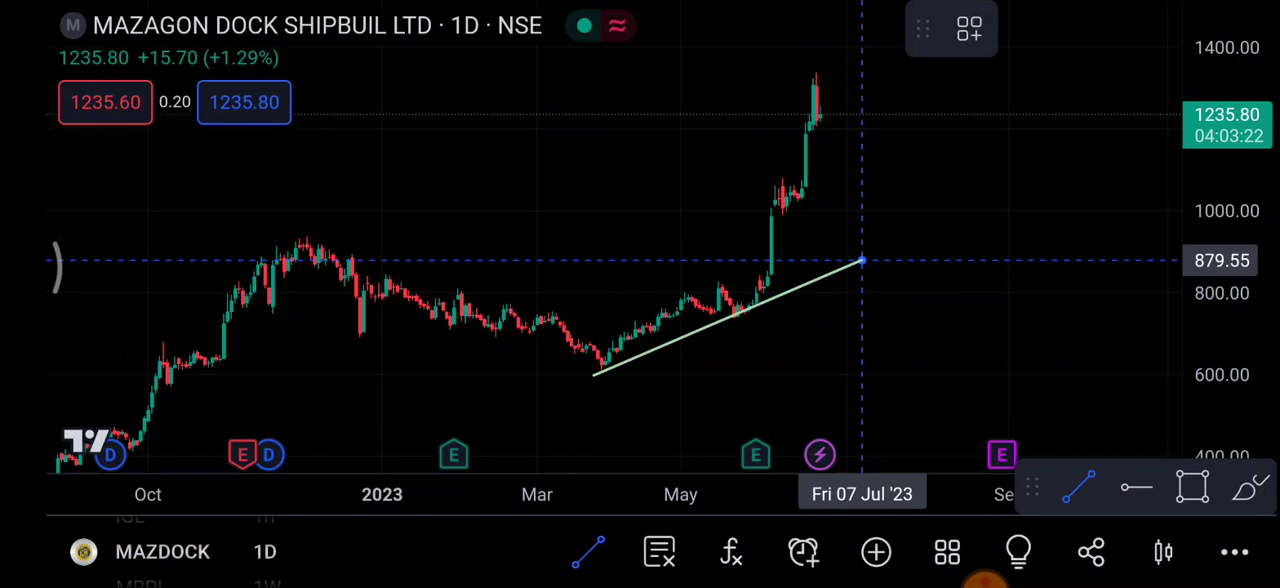 M MAZAGON DOCK SHIPBUIL LTD · 1D · NSE
1235.80 +15.70 (+1.29%)
1235.60 0.20 1235.80
1400.00
1235.80
04:03:22
1000.00
879.55
800.00
600.00
400.00
D E D E E E
Oct 2023 Mar May Fri 07 Jul '23 Se
MAZDOCK 1D